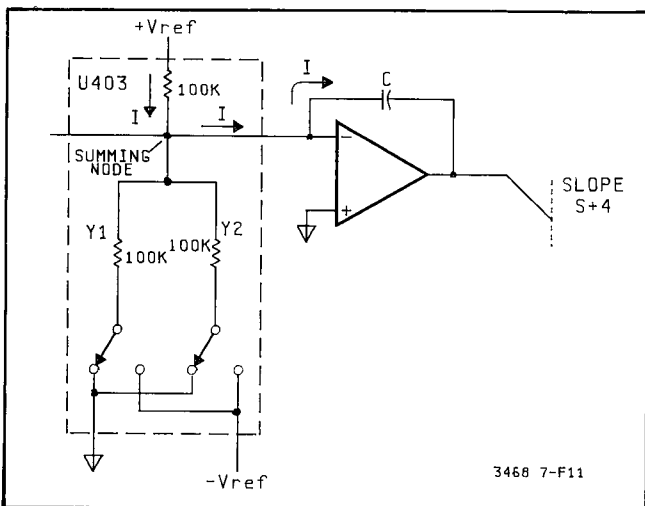 +Vref
U403
100K
I
I
I
C
SUMMING
NODE
-
+
SLOPE
S+4
Y1
100K
100K
Y2
-Vref
3468 7-F11